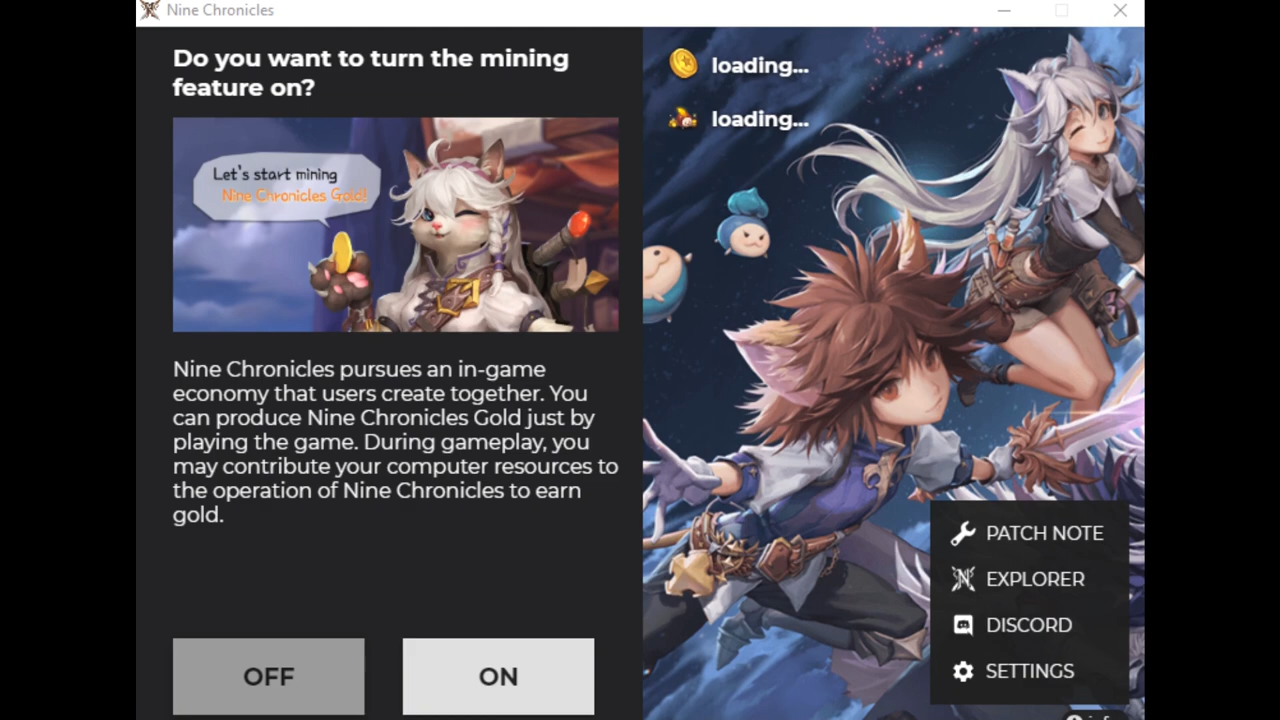 Nine Chronicles
Do you want to turn the mining
feature on?
Let's start mining
Nine Chronicles Gold!
Nine Chronicles pursues an in-game
economy that users create together. You
can produce Nine Chronicles Gold just by
playing the game. During gameplay, you
may contribute your computer resources to
the operation of Nine Chronicles to earn
gold.
OFF
ON
loading...
loading...
PATCH NOTE
EXPLORER
DISCORD
SETTINGS